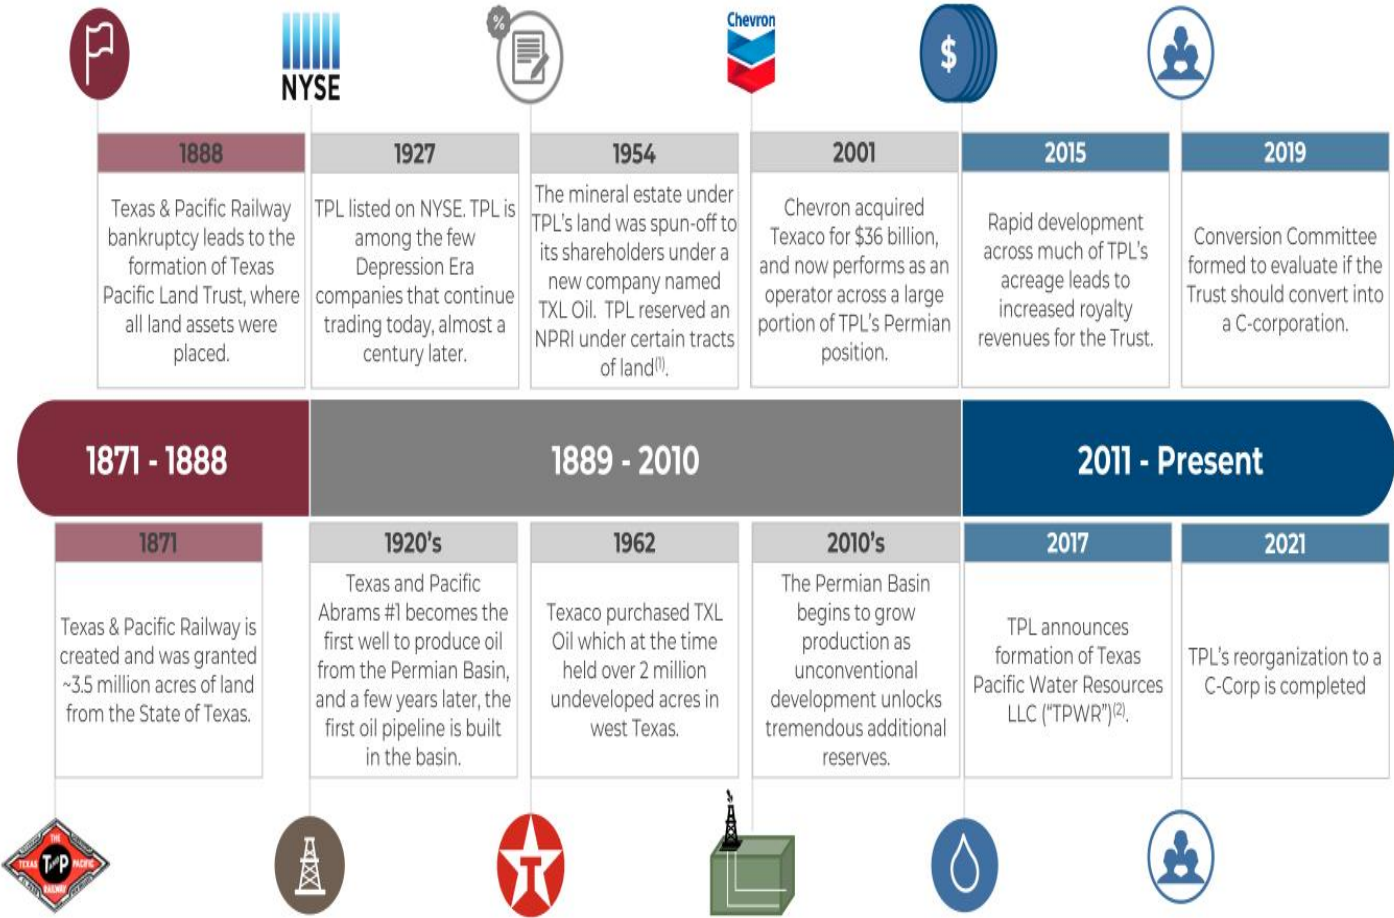 %
NYSE
Chevron
$
1888
Texas & Pacific Railway
bankruptcy leads to the
formation of Texas
Pacific Land Trust, where
all land assets were
placed.
1927
TPL listed on NYSE. TPL is
among the few
Depression Era
companies that continue
trading today, almost a
century later.
1954
The mineral estate under
TPL's land was spun-off to
its shareholders under a
new company named
TXL Oil. TPL reserved an
NPRI under certain tracts
of land(1).
2001
Chevron acquired
Texaco for $36 billion,
and now performs as an
operator across a large
portion of TPL's Permian
position.
2015
Rapid development
across much of TPL's
acreage leads to
increased royalty
revenues for the Trust.
2019
Conversion Committee
formed to evaluate if the
Trust should convert into
a C-corporation.
1871 - 1888
1889 - 2010
2011 - Present
1871
Texas & Pacific Railway is
created and was granted
~3.5 million acres of land
from the State of Texas.
1920's
Texas and Pacific
Abrams #1 becomes the
first well to produce oil
from the Permian Basin,
and a few years later, the
first oil pipeline is built
in the basin.
1962
Texaco purchased TXL
Oil which at the time
held over 2 million
undeveloped acres in
west Texas.
2010's
The Permian Basin
begins to grow
production as
unconventional
development unlocks
tremendous additional
reserves.
2017
TPL announces
formation of Texas
Pacific Water Resources
LLC ("TPWR")(2).
2021
TPL's reorganization to a
C-Corp is completed
THE
TEXAS T P PACIFIC
RAILWAY
T